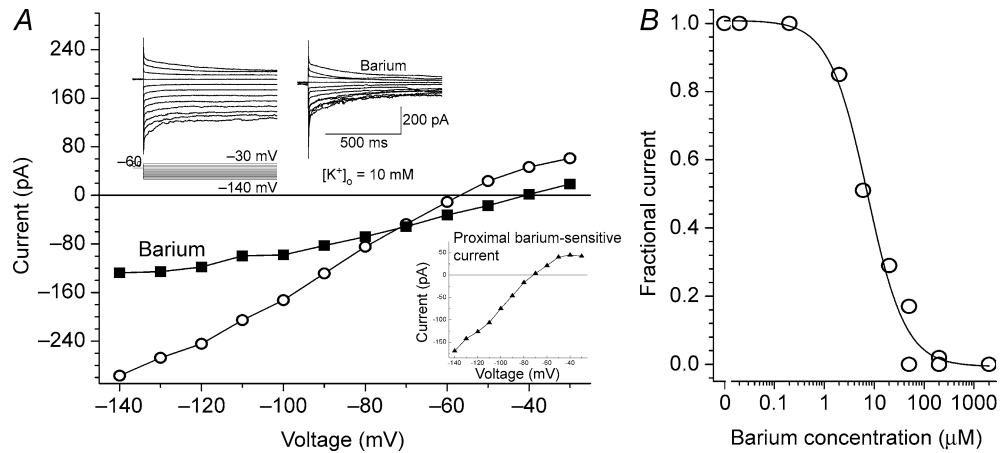 A
240
160
80
0
−80
−160
−240
Current (pA)
−140 −120 −100 −80 −60 −40
Voltage (mV)
Barium
200 pA
500 ms
−60
−30 mV
−140 mV
[K⁺]ₒ = 10 mM
Barium
Proximal barium-sensitive
current
50
0
-50
-100
-150
Current (pA)
-140 -120 -100 -80 -60 -40
Voltage (mV)
B
1.0
0.8
0.6
0.4
0.2
0.0
Fractional current
0 0.1 1 10 100 1000
Barium concentration (μM)